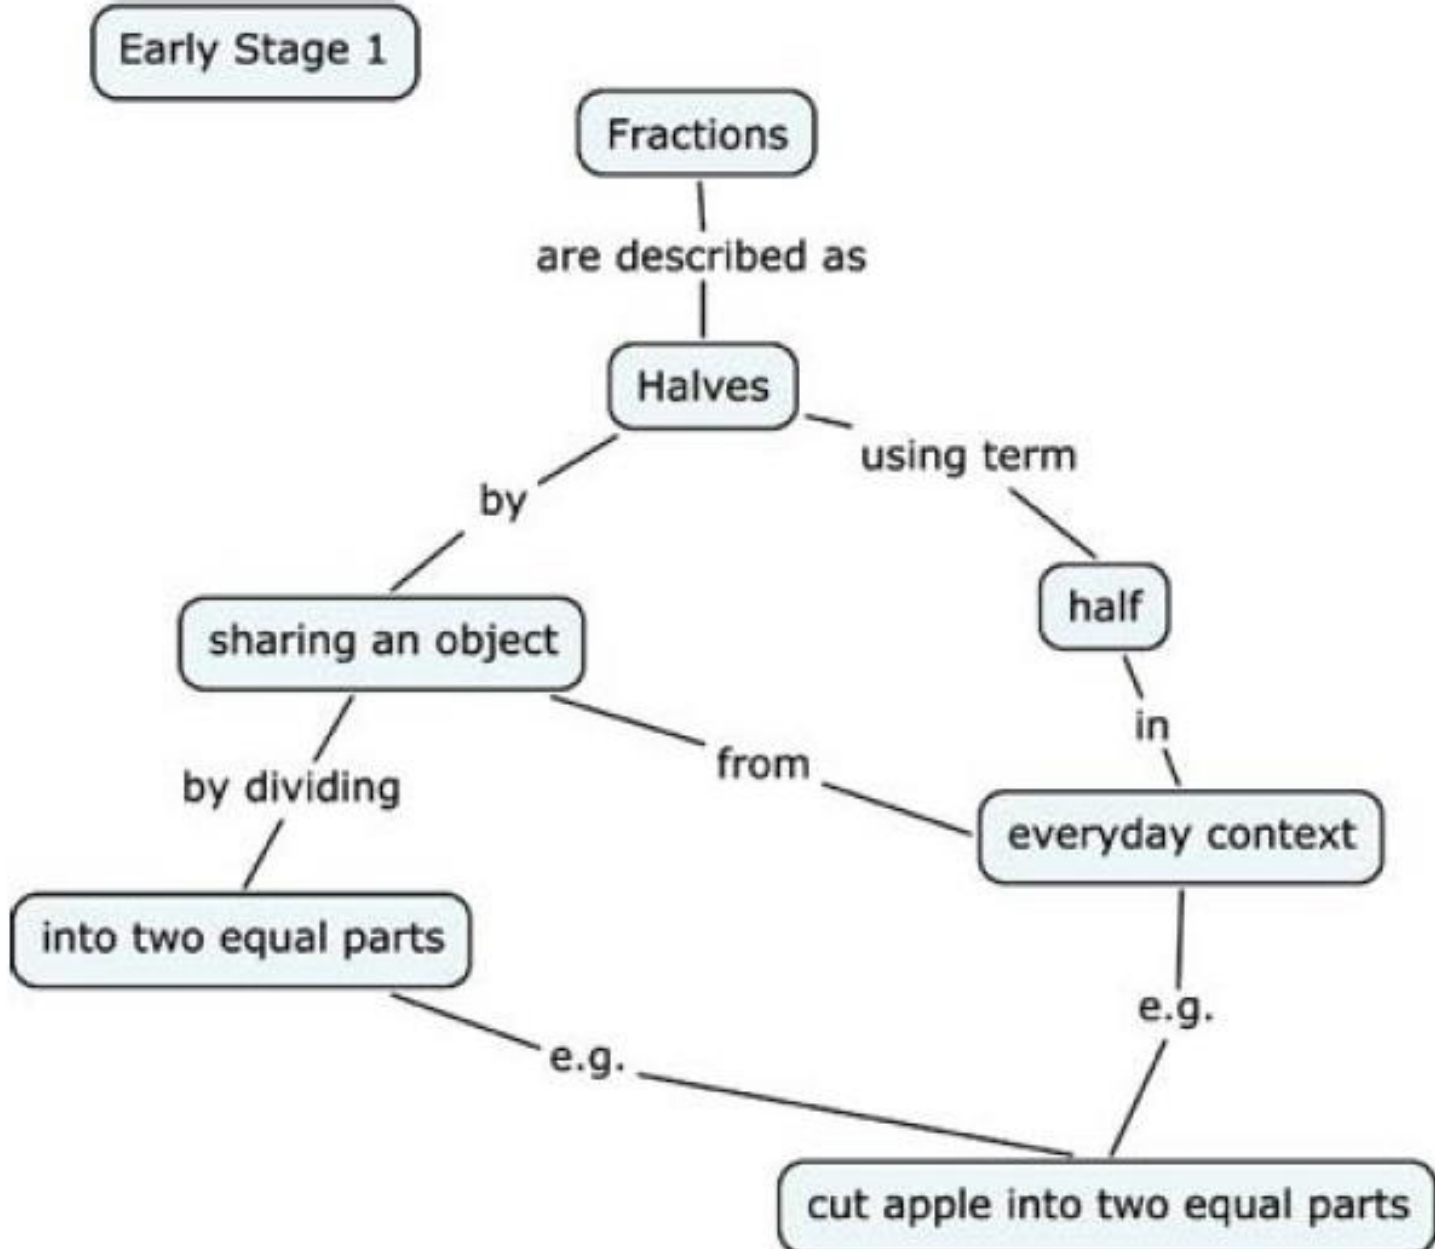 Early Stage 1
Fractions
are described as
Halves
using term
by
half
sharing an object
in
from
by dividing
everyday context
into two equal parts
e.g.
e.g.
cut apple into two equal parts